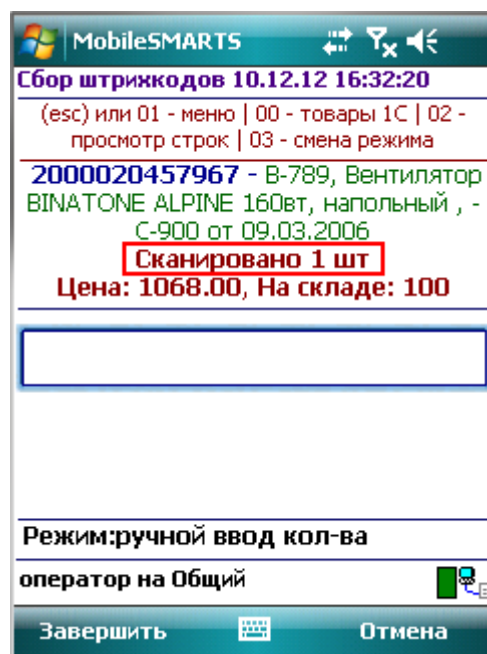 MobileSMARTS
Сбор штрихкодов 10.12.12 16:32:20
(esc) или 01 - меню | 00 - товары 1С | 02 -
просмотр строк | 03 - смена режима
2000020457967 - В-789, Вентилятор
BINATONE ALPINE 160вт, напольный , -
С-900 от 09.03.2006
Сканировано 1 шт
Цена: 1068.00, На складе: 100
Режим:ручной ввод кол-ва
оператор на Общий
Завершить Отмена